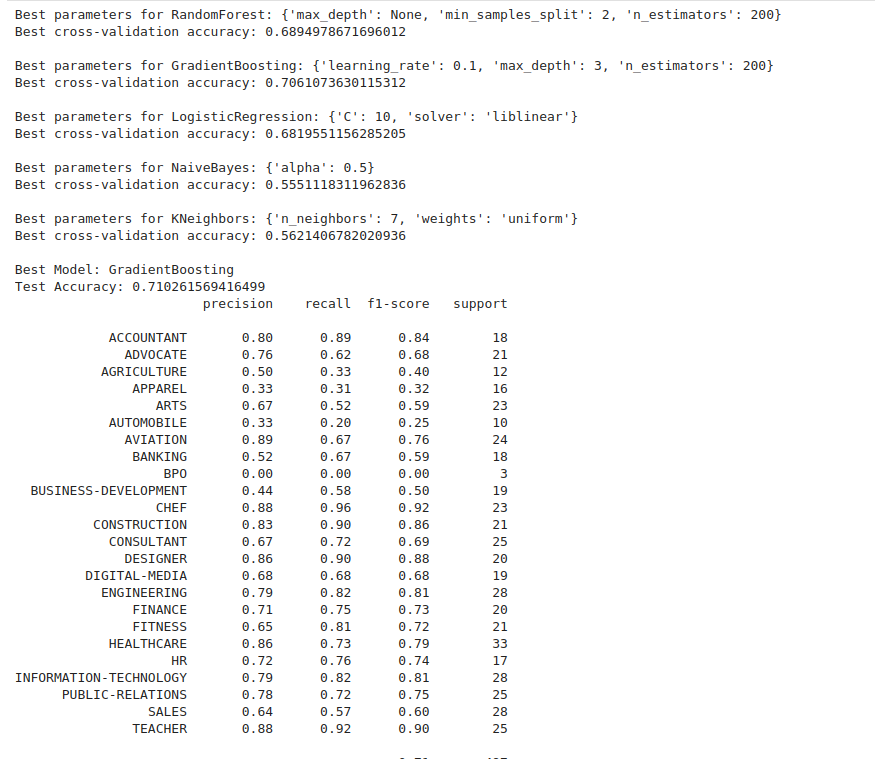 Best parameters for RandomForest: {'max_depth': None, 'min_samples_split': 2, 'n_estimators': 200}
Best cross-validation accuracy: 0.6894978671696012
Best parameters for GradientBoosting: {'learning_rate': 0.1, 'max_depth': 3, 'n_estimators': 200}
Best cross-validation accuracy: 0.7061073630115312
Best parameters for LogisticRegression: {'C': 10, 'solver': 'liblinear'}
Best cross-validation accuracy: 0.6819551156285205
Best parameters for NaiveBayes: {'alpha': 0.5}
Best cross-validation accuracy: 0.5551118311962836
Best parameters for KNeighbors: {'n_neighbors': 7, 'weights': 'uniform'}
Best cross-validation accuracy: 0.5621406782020936
Best Model: GradientBoosting
Test Accuracy: 0.710261569416499
precision recall f1-score support
ACCOUNTANT 0.80 0.89 0.84 18
ADVOCATE 0.76 0.62 0.68 21
AGRICULTURE 0.50 0.33 0.40 12
APPAREL 0.33 0.31 0.32 16
ARTS 0.67 0.52 0.59 23
AUTOMOBILE 0.33 0.20 0.25 10
AVIATION 0.89 0.67 0.76 24
BANKING 0.52 0.67 0.59 18
BPO 0.00 0.00 0.00 3
BUSINESS-DEVELOPMENT 0.44 0.58 0.50 19
CHEF 0.88 0.96 0.92 23
CONSTRUCTION 0.83 0.90 0.86 21
CONSULTANT 0.67 0.72 0.69 25
DESIGNER 0.86 0.90 0.88 20
DIGITAL-MEDIA 0.68 0.68 0.68 19
ENGINEERING 0.79 0.82 0.81 28
FINANCE 0.71 0.75 0.73 20
FITNESS 0.65 0.81 0.72 21
HEALTHCARE 0.86 0.73 0.79 33
HR 0.72 0.76 0.74 17
INFORMATION-TECHNOLOGY 0.79 0.82 0.81 28
PUBLIC-RELATIONS 0.78 0.72 0.75 25
SALES 0.64 0.57 0.60 28
TEACHER 0.88 0.92 0.90 25